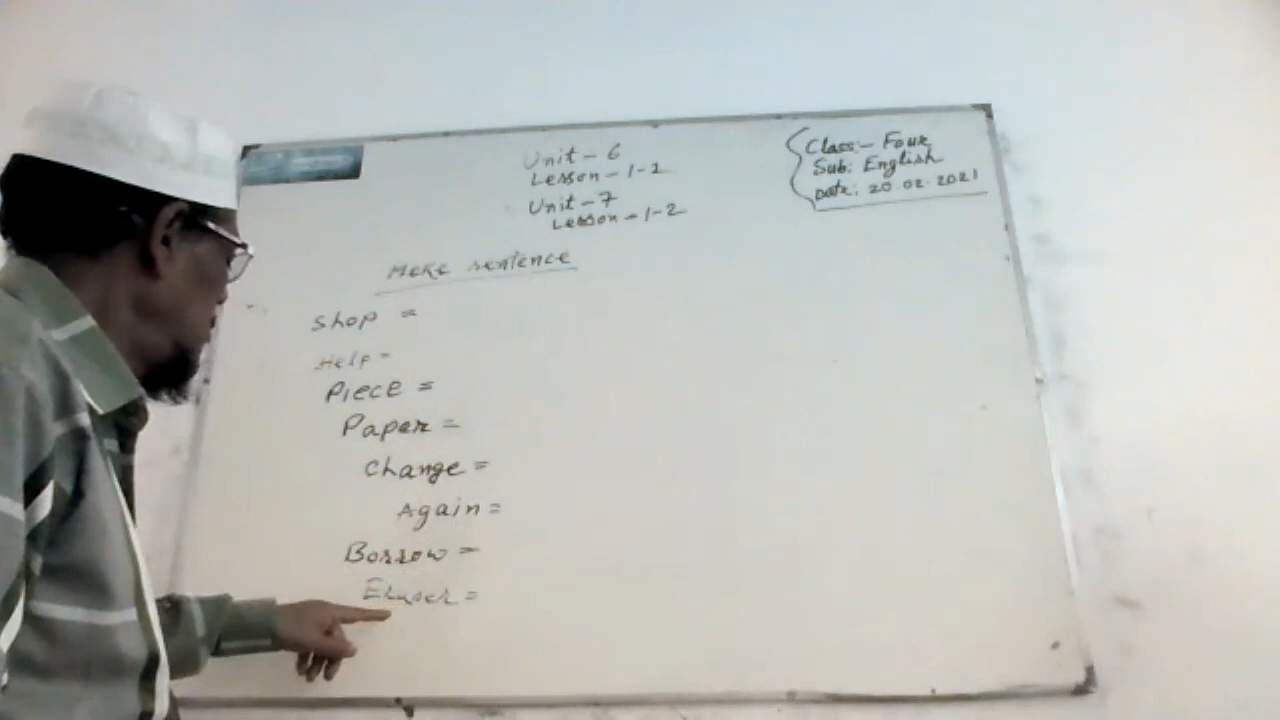 Unit - 6
Lesson - 1-2
Unit - 7
Lesson - 1-2
Class:- Four
Sub: English
Date: 20.02.2021
Make sentence
Shop =
Help =
Piece =
Paper =
Change =
Again =
Borrow =
Eraser =